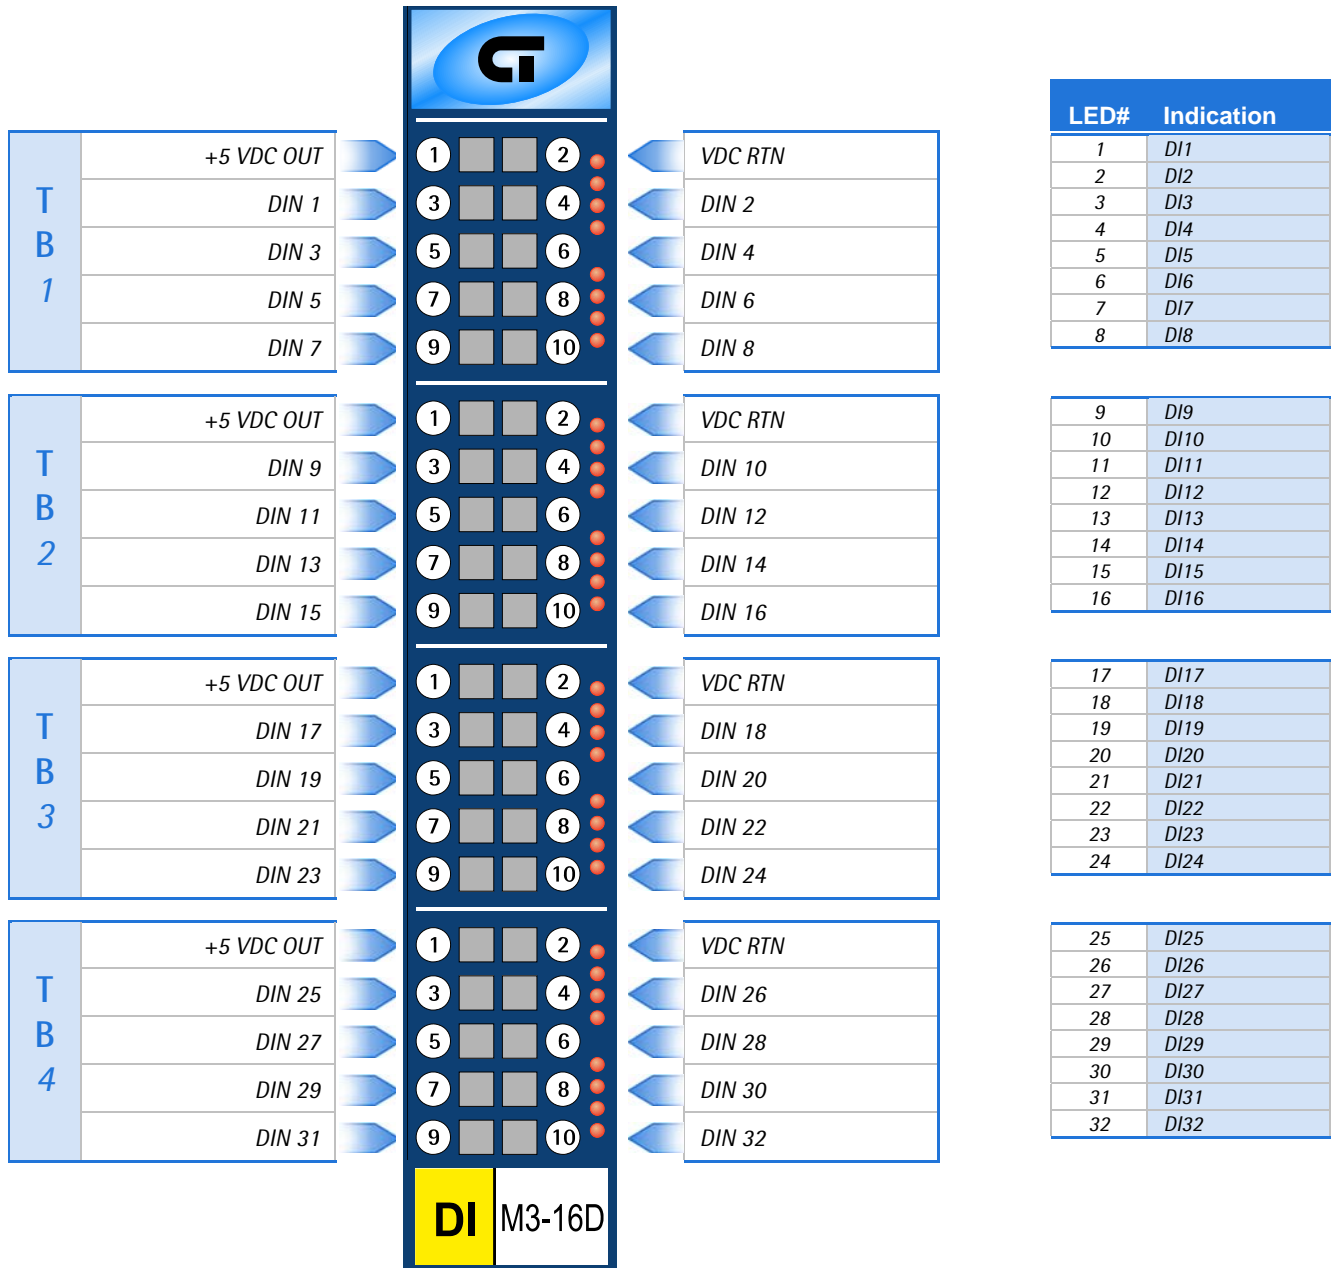 CT
LED# Indication
T B 1
+5 VDC OUT 1 2 VDC RTN
DIN 1 3 4 DIN 2
DIN 3 5 6 DIN 4
DIN 5 7 8 DIN 6
DIN 7 9 10 DIN 8
1 DI1
2 DI2
3 DI3
4 DI4
5 DI5
6 DI6
7 DI7
8 DI8
T B 2
+5 VDC OUT 1 2 VDC RTN
DIN 9 3 4 DIN 10
DIN 11 5 6 DIN 12
DIN 13 7 8 DIN 14
DIN 15 9 10 DIN 16
9 DI9
10 DI10
11 DI11
12 DI12
13 DI13
14 DI14
15 DI15
16 DI16
T B 3
+5 VDC OUT 1 2 VDC RTN
DIN 17 3 4 DIN 18
DIN 19 5 6 DIN 20
DIN 21 7 8 DIN 22
DIN 23 9 10 DIN 24
17 DI17
18 DI18
19 DI19
20 DI20
21 DI21
22 DI22
23 DI23
24 DI24
T B 4
+5 VDC OUT 1 2 VDC RTN
DIN 25 3 4 DIN 26
DIN 27 5 6 DIN 28
DIN 29 7 8 DIN 30
DIN 31 9 10 DIN 32
25 DI25
26 DI26
27 DI27
28 DI28
29 DI29
30 DI30
31 DI31
32 DI32
DI M3-16D